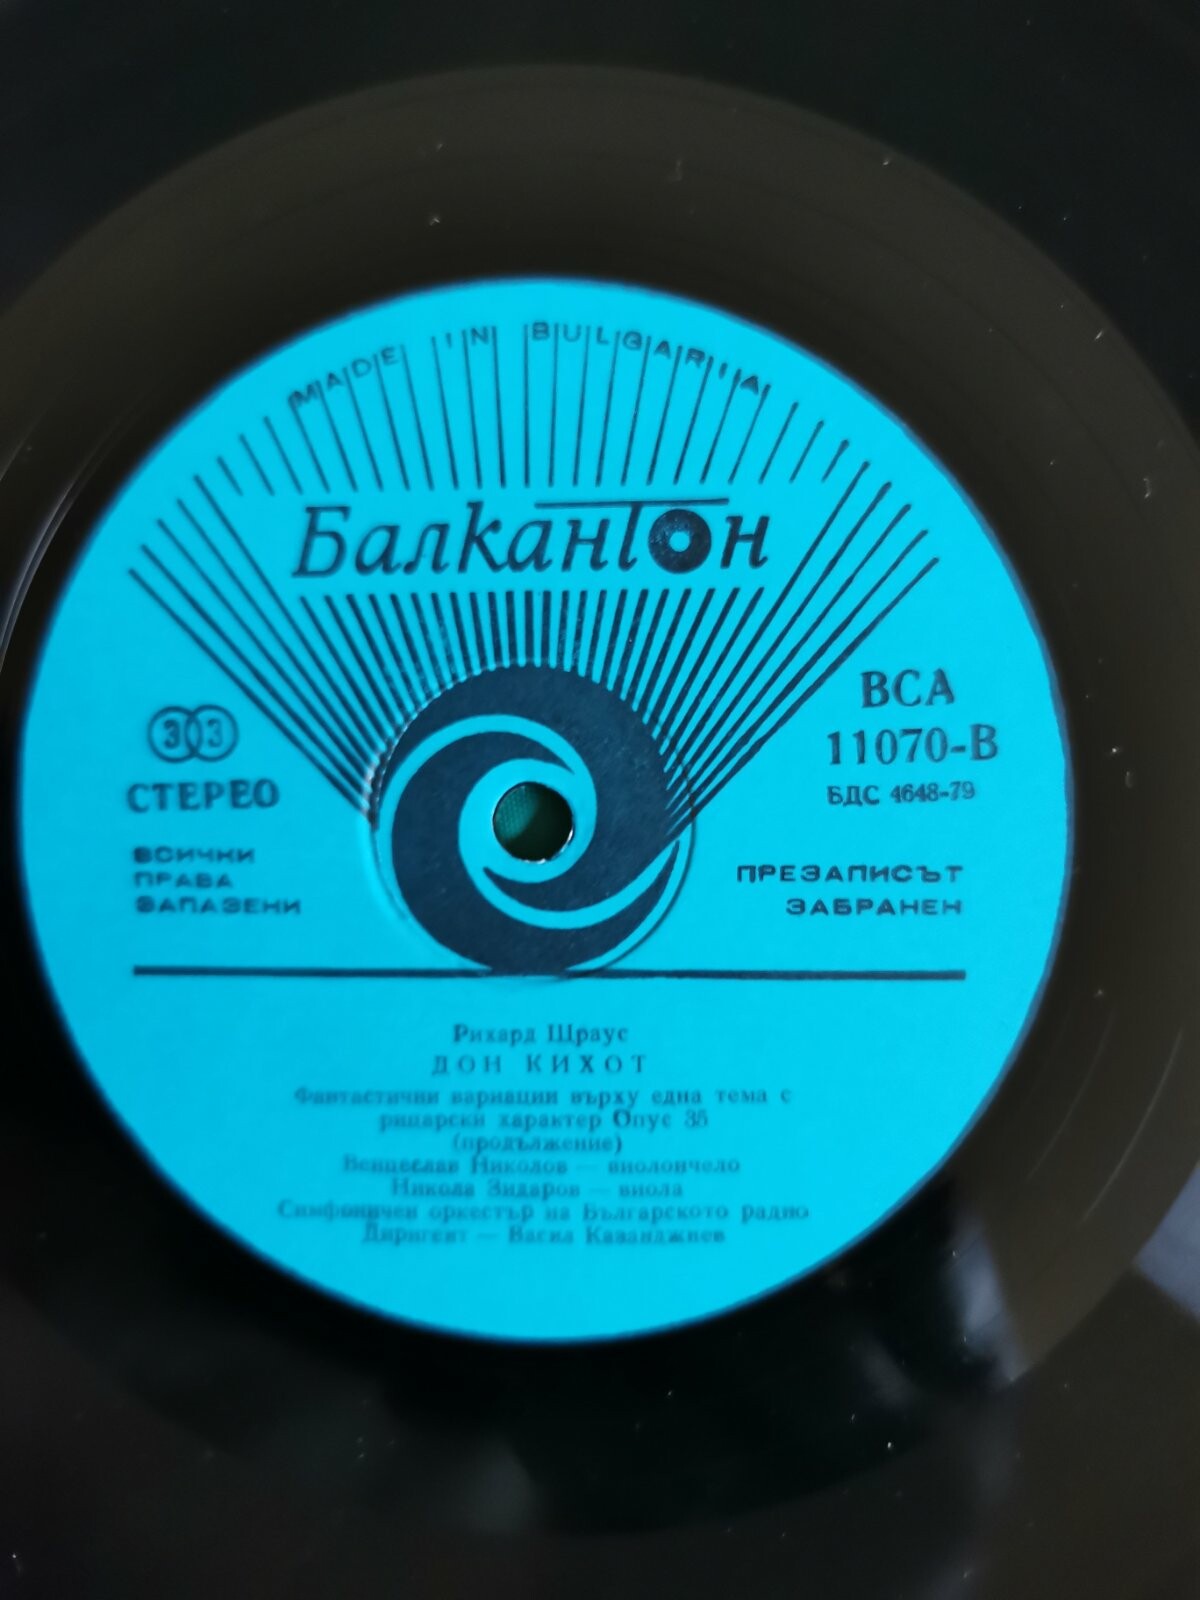 MADE IN BULGARIA
Балкантон
33
СТЕРЕО
ВСИЧКИ
ПРАВА
ЗАПАЗЕНИ
ВСА
11070-В
БДС 4648-79
ПРЕЗАПИСЪТ
ЗАБРАНЕН
Рихард Щраус
ДОН КИХОТ
Фантастични вариации върху една тема с
рицарски характер Опус 35
(продължение)
Венцеслав Николов — виолончело
Никола Зидаров — виола
Симфоничен оркестър на Българското радио
Диригент — Васил Казанджиев